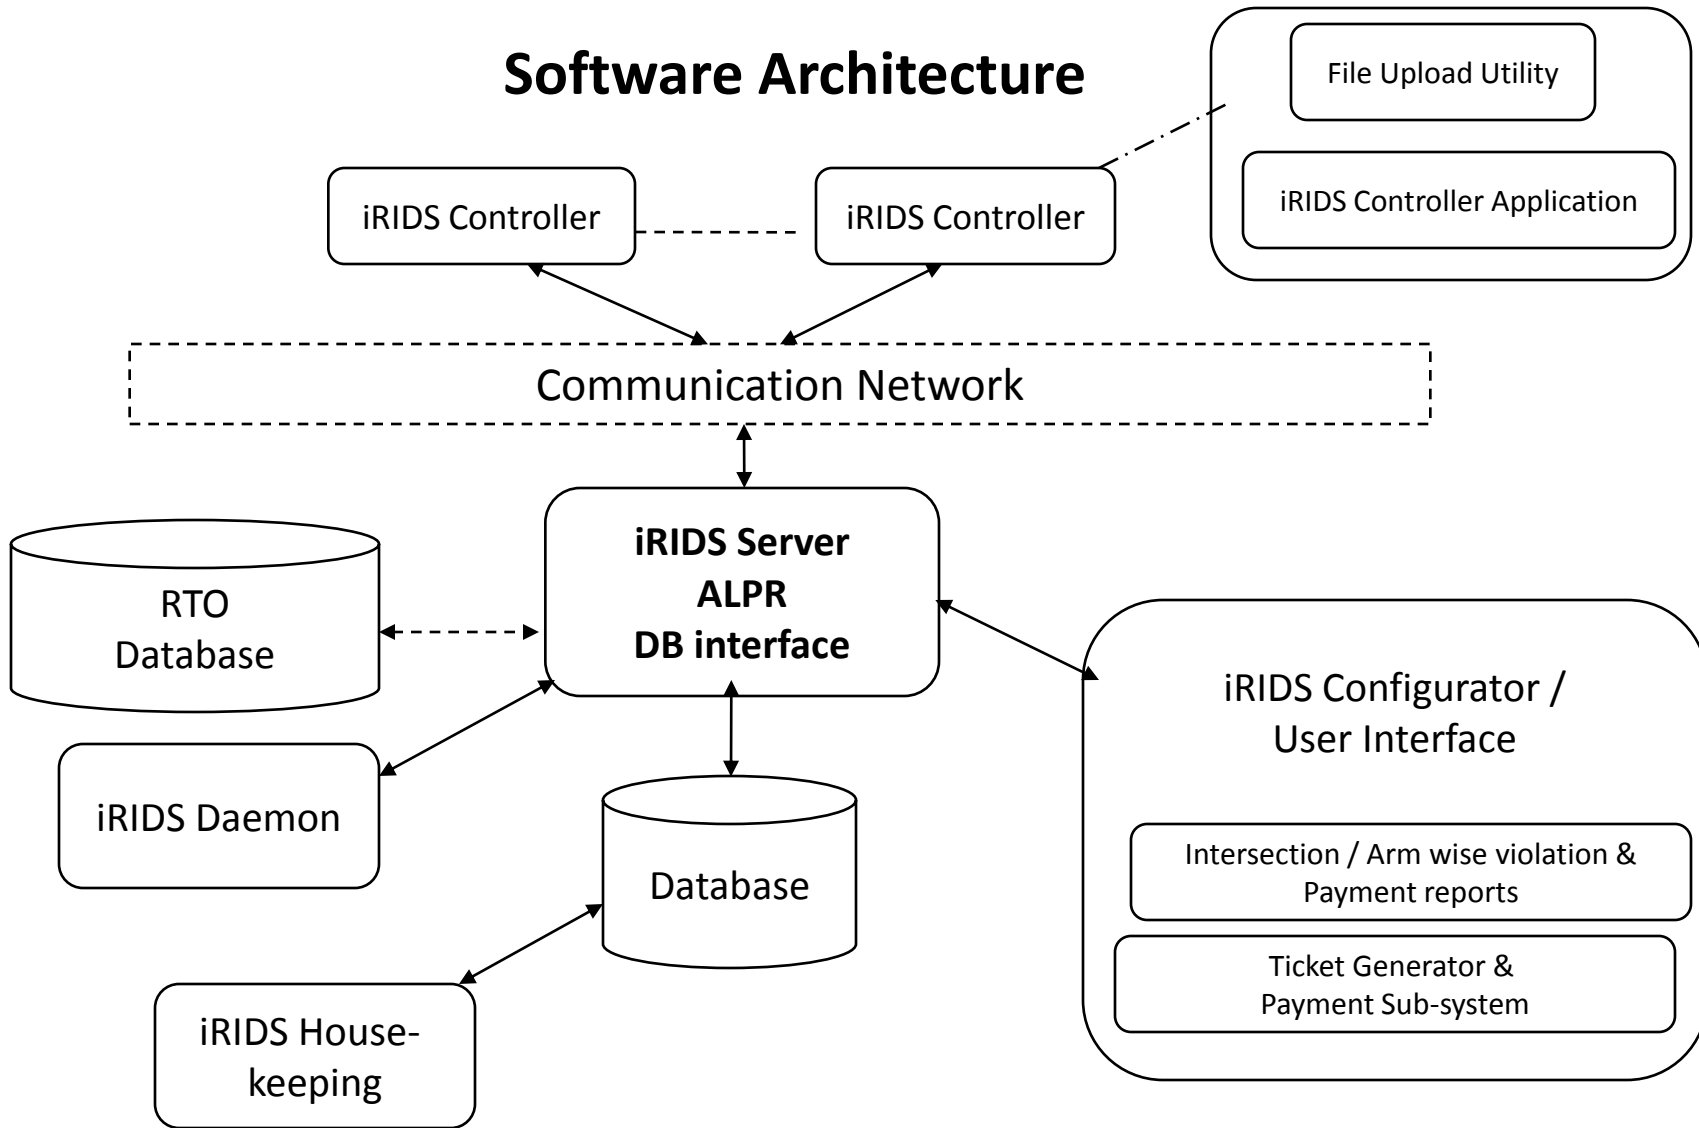 Software Architecture
File Upload Utility
iRIDS Controller Application
iRIDS Controller
iRIDS Controller
Communication Network
iRIDS Server
ALPR
DB interface
RTO
Database
iRIDS Configurator /
User Interface
iRIDS Daemon
Database
Intersection / Arm wise violation &
Payment reports
Ticket Generator &
Payment Sub-system
iRIDS House-
keeping